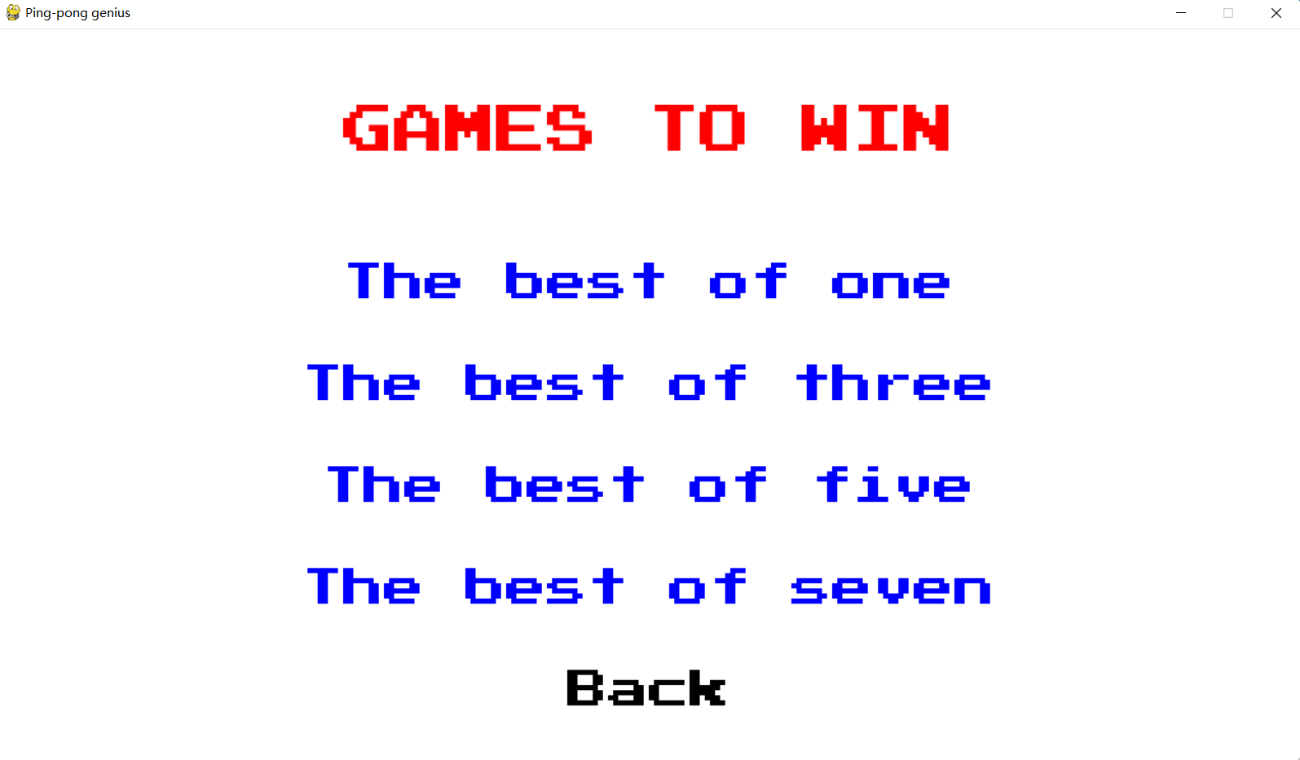 Ping-pong genius
GAMES TO WIN
The best of one
The best of three
The best of five
The best of seven
Back